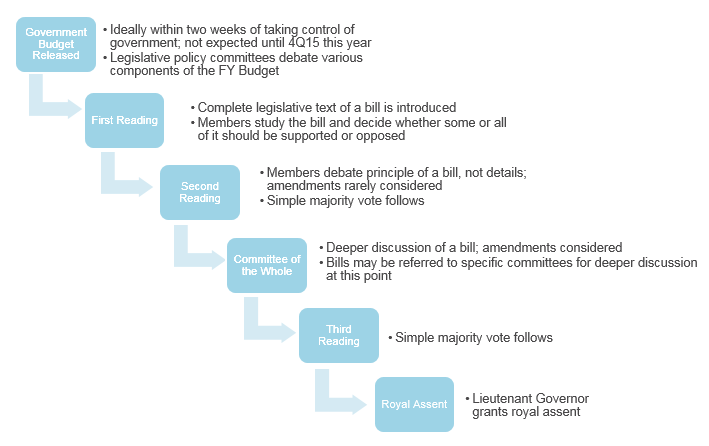 Government
Budget
Released
• Ideally within two weeks of taking control of
government; not expected until 4Q15 this year
• Legislative policy committees debate various
components of the FY Budget
First Reading
• Complete legislative text of a bill is introduced
• Members study the bill and decide whether some or all
of it should be supported or opposed
Second
Reading
• Members debate principle of a bill, not details;
amendments rarely considered
• Simple majority vote follows
Committee of
the Whole
• Deeper discussion of a bill; amendments considered
• Bills may be referred to specific committees for deeper discussion
at this point
Third
Reading
• Simple majority vote follows
Royal Assent
• Lieutenant Governor
grants royal assent